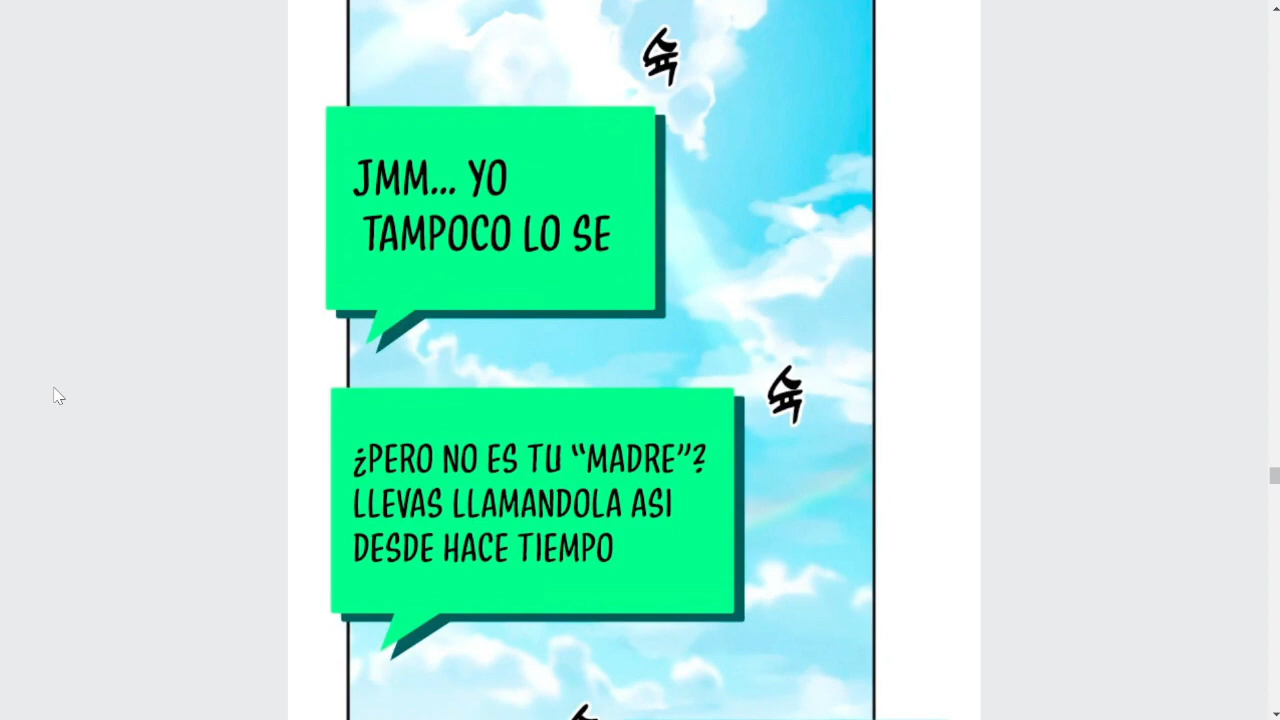 슉
JMM... YO
TAMPOCO LO SE
슉
¿PERO NO ES TU “MADRE”?
LLEVAS LLAMANDOLA ASI
DESDE HACE TIEMPO